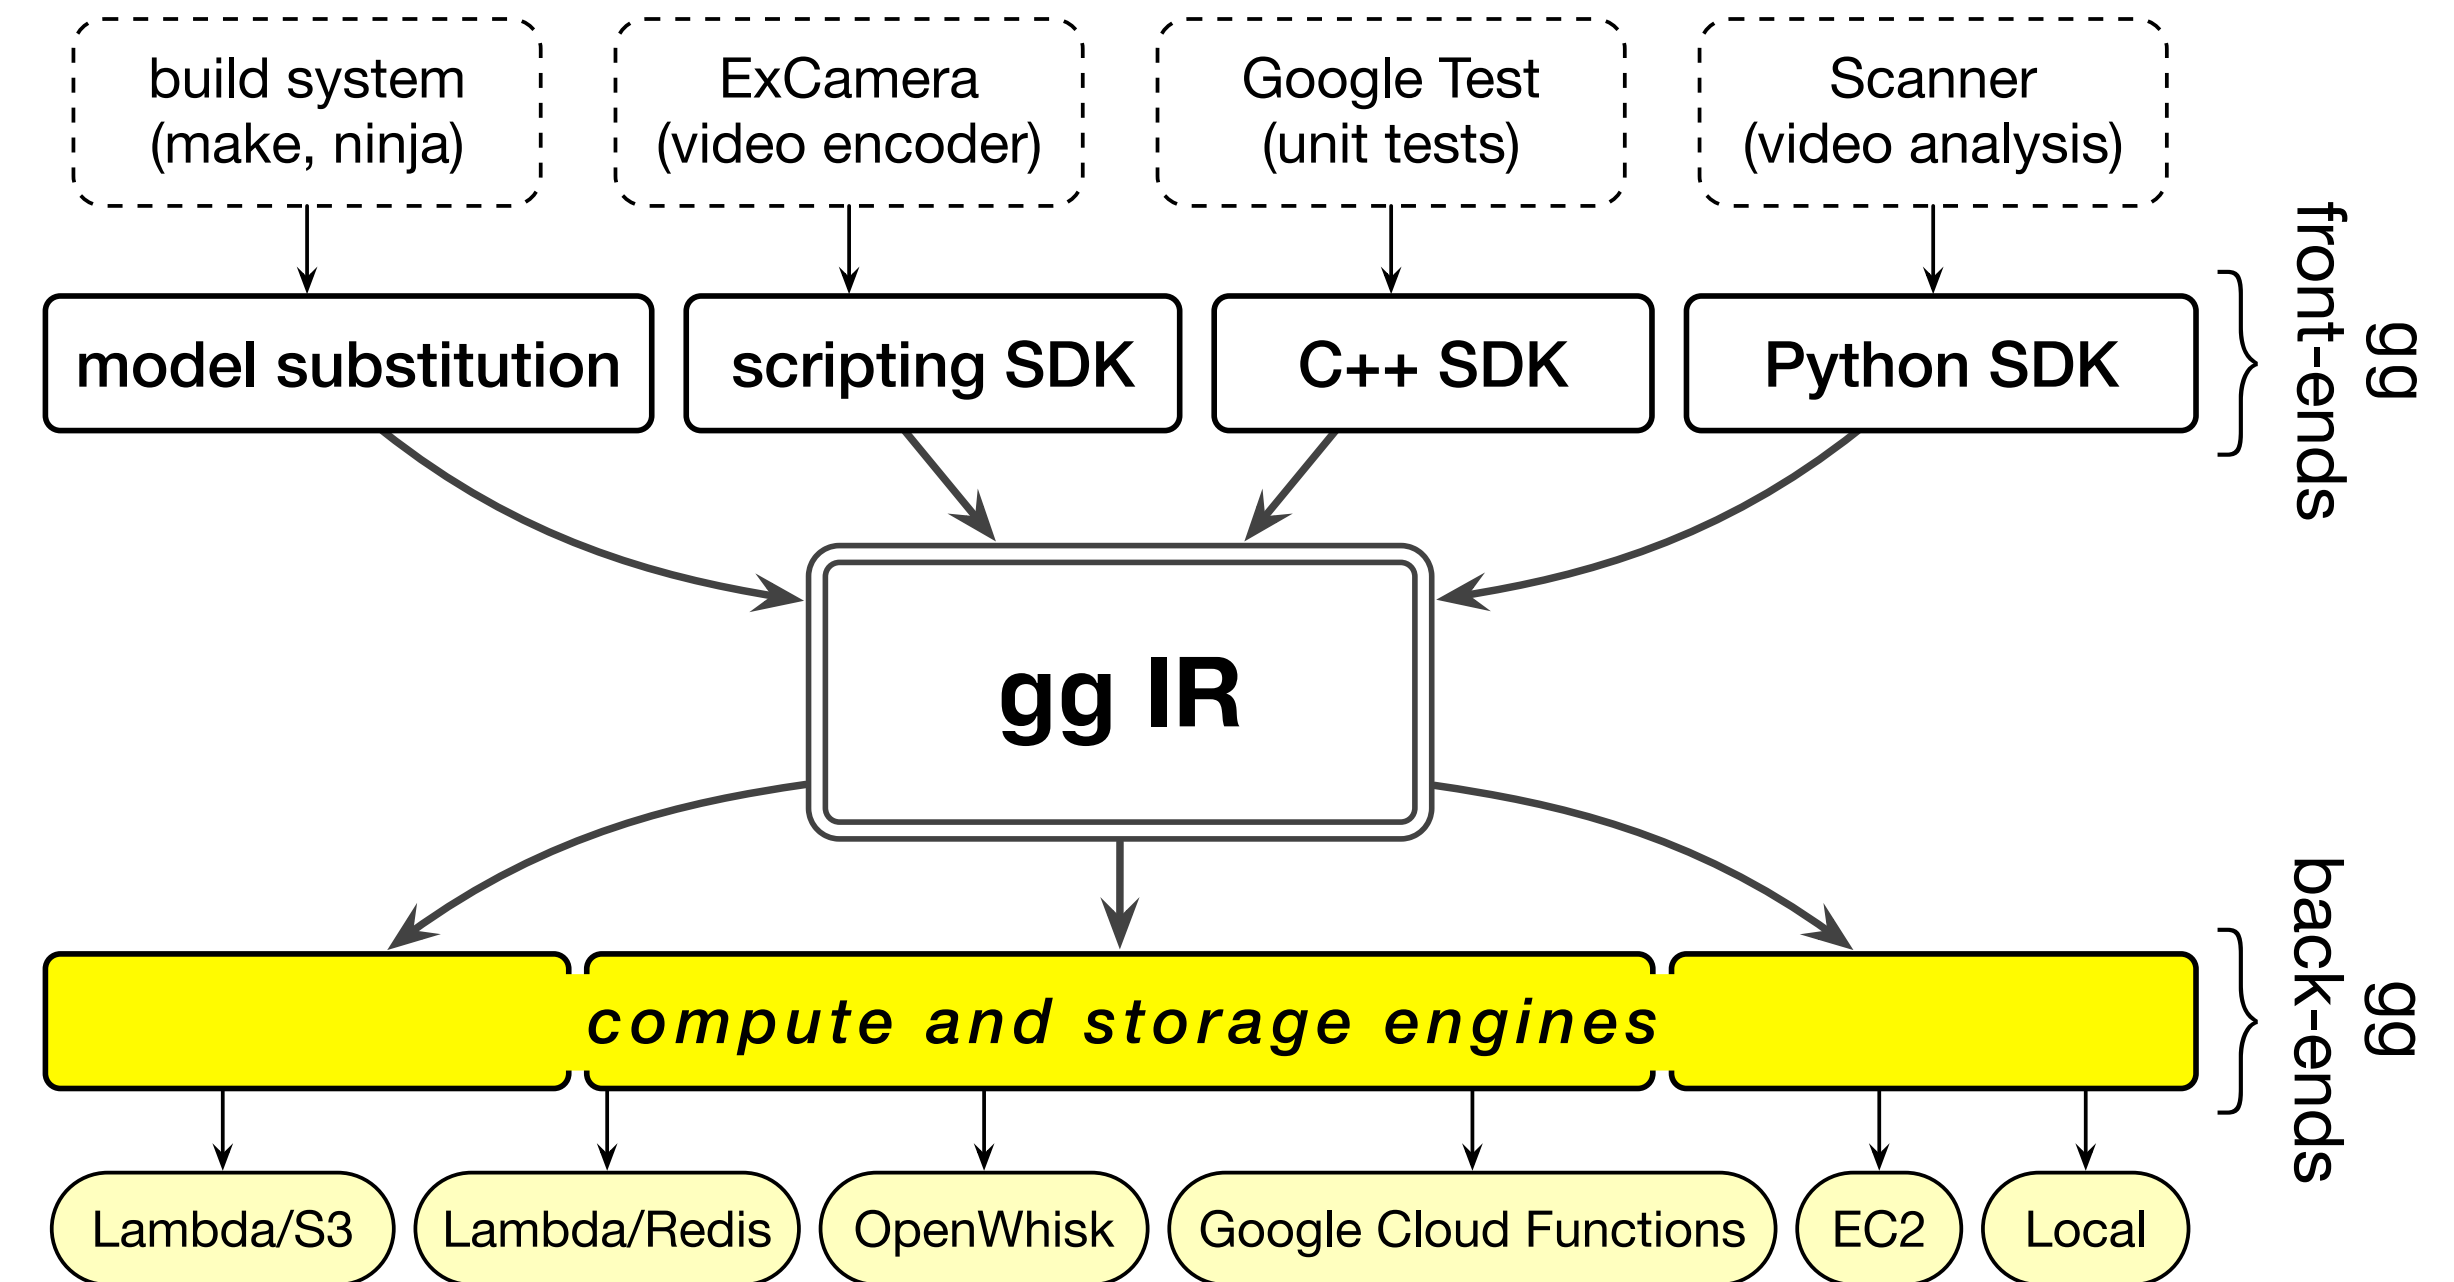 build system
(make, ninja)
ExCamera
(video encoder)
Google Test
(unit tests)
Scanner
(video analysis)
model substitution
scripting SDK
C++ SDK
Python SDK
gg
front-ends
gg IR
compute and storage engines
gg
back-ends
Lambda/S3
Lambda/Redis
OpenWhisk
Google Cloud Functions
EC2
Local